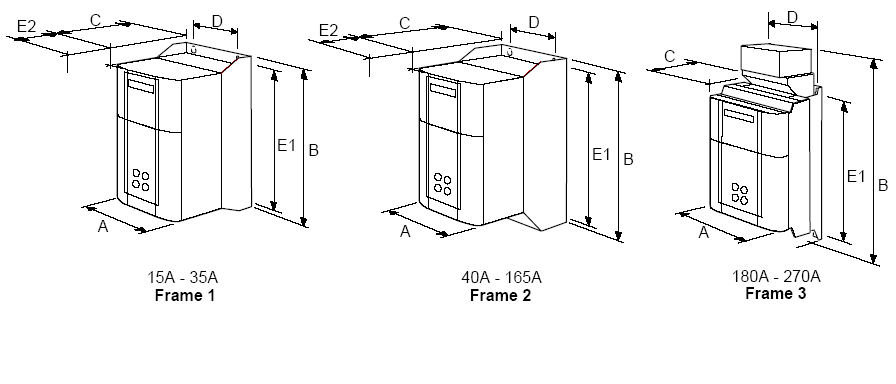 E2
C
D
E1
B
A
15A - 35A
Frame 1
E2
C
D
E1
B
A
40A - 165A
Frame 2
D
C
E1
B
A
180A - 270A
Frame 3